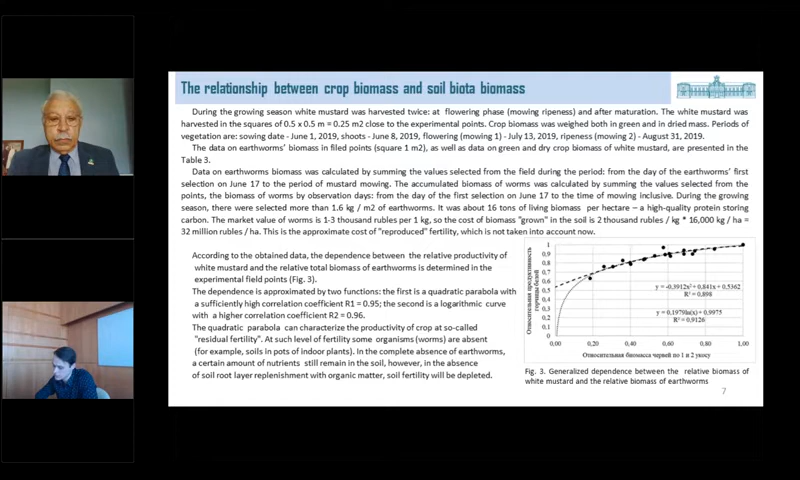 The relationship between crop biomass and soil biota biomass
During the growing season white mustard was harvested twice: at flowering phase (mowing ripeness) and after maturation. The white mustard was
harvested in the squares of 0.5 x 0.5 m = 0.25 m2 close to the experimental points. Crop biomass was weighed both in green and in dried mass. Periods of
vegetation are: sowing date - June 1, 2019, shoots - June 8, 2019, flowering (mowing 1) - July 13, 2019, ripeness (mowing 2) - August 31, 2019.
The data on earthworms' biomass in filed points (square 1 m2), as well as data on green and dry crop biomass of white mustard, are presented in the
Table 3.
Data on earthworms biomass was calculated by summing the values selected from the field during the period: from the day of the earthworms' first
selection on June 17 to the period of mustard mowing. The accumulated biomass of worms was calculated by summing the values selected from the
points, the biomass of worms by observation days: from the day of the first selection on June 17 to the time of mowing inclusive. During the growing
season, there were selected more than 1.6 kg / m2 of earthworms. It was about 16 tons of living biomass per hectare – a high-quality protein storing
carbon. The market value of worms is 1-3 thousand rubles per 1 kg, so the cost of biomass "grown" in the soil is 2 thousand rubles / kg * 16,000 kg / ha =
32 million rubles / ha. This is the approximate cost of "reproduced" fertility, which is not taken into account now.
According to the obtained data, the dependence between the relative productivity of
white mustard and the relative total biomass of earthworms is determined in the
experimental field points (Fig. 3).
The dependence is approximated by two functions: the first is a quadratic parabola with
a sufficiently high correlation coefficient R1 = 0.95; the second is a logarithmic curve
with a higher correlation coefficient R2 = 0.96.
The quadratic parabola can characterize the productivity of crop at so-called
"residual fertility". At such level of fertility some organisms (worms) are absent
(for example, soils in pots of indoor plants). In the complete absence of earthworms,
a certain amount of nutrients still remain in the soil, however, in the absence
of soil root layer replenishment with organic matter, soil fertility will be depleted.
Относительная продуктивность
горчицы белой
1
0,9
0,8
0,7
0,6
0,5
0,4
0,3
0,2
0,1
0
y = -0,3912x² + 0,841x + 0,5362
R² = 0,898
y = 0,1979ln(x) + 0,9975
R² = 0,9126
0,00 0,20 0,40 0,60 0,80 1,00
Относительная биомасса червей по 1 и 2 укосу
Fig. 3. Generalized dependence between the relative biomass of
white mustard and the relative biomass of earthworms
7